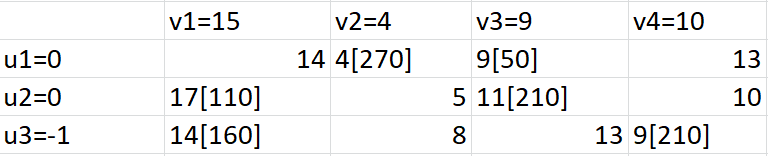 v1=15 v2=4 v3=9 v4=10
u1=0 14 4[270] 9[50] 13
u2=0 17[110] 5 11[210] 10
u3=-1 14[160] 8 13 9[210]